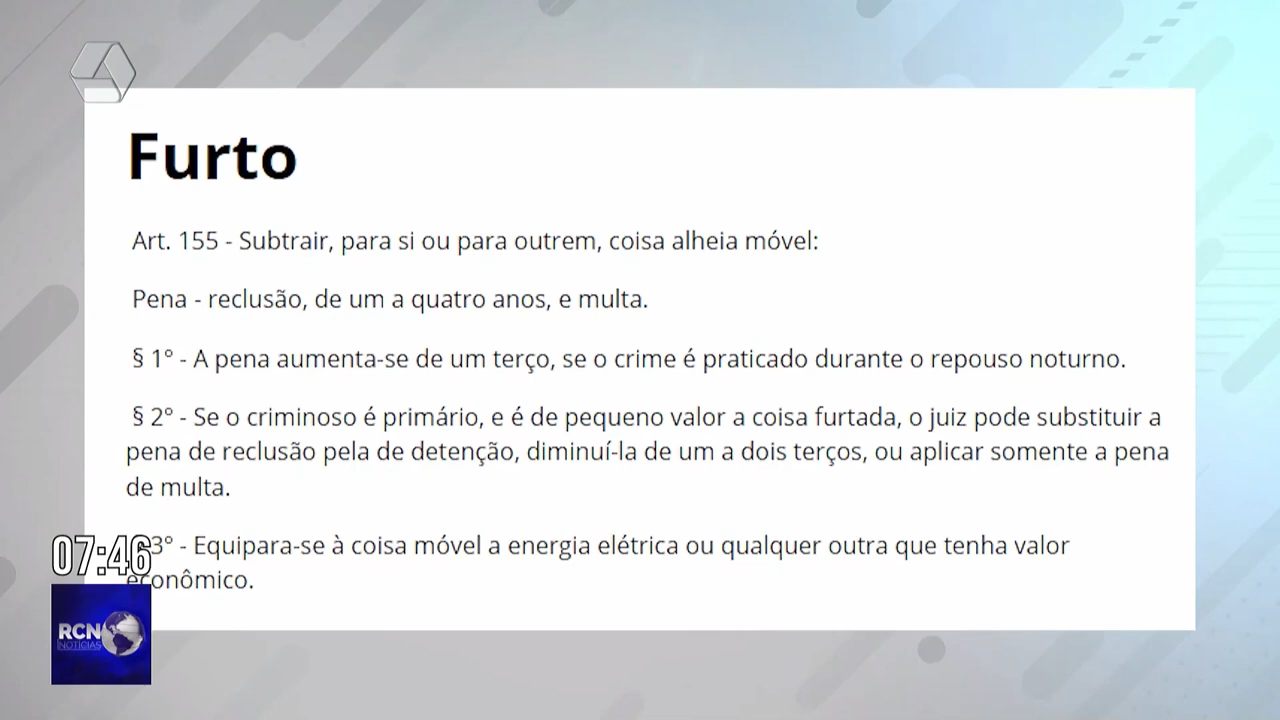 Furto
Art. 155 - Subtrair, para si ou para outrem, coisa alheia móvel:
Pena - reclusão, de um a quatro anos, e multa.
§ 1º - A pena aumenta-se de um terço, se o crime é praticado durante o repouso noturno.
§ 2º - Se o criminoso é primário, e é de pequeno valor a coisa furtada, o juiz pode substituir a
pena de reclusão pela de detenção, diminuí-la de um a dois terços, ou aplicar somente a pena
de multa.
3º - Equipara-se à coisa móvel a energia elétrica ou qualquer outra que tenha valor
econômico.
07:46
RCN
NOTÍCIAS